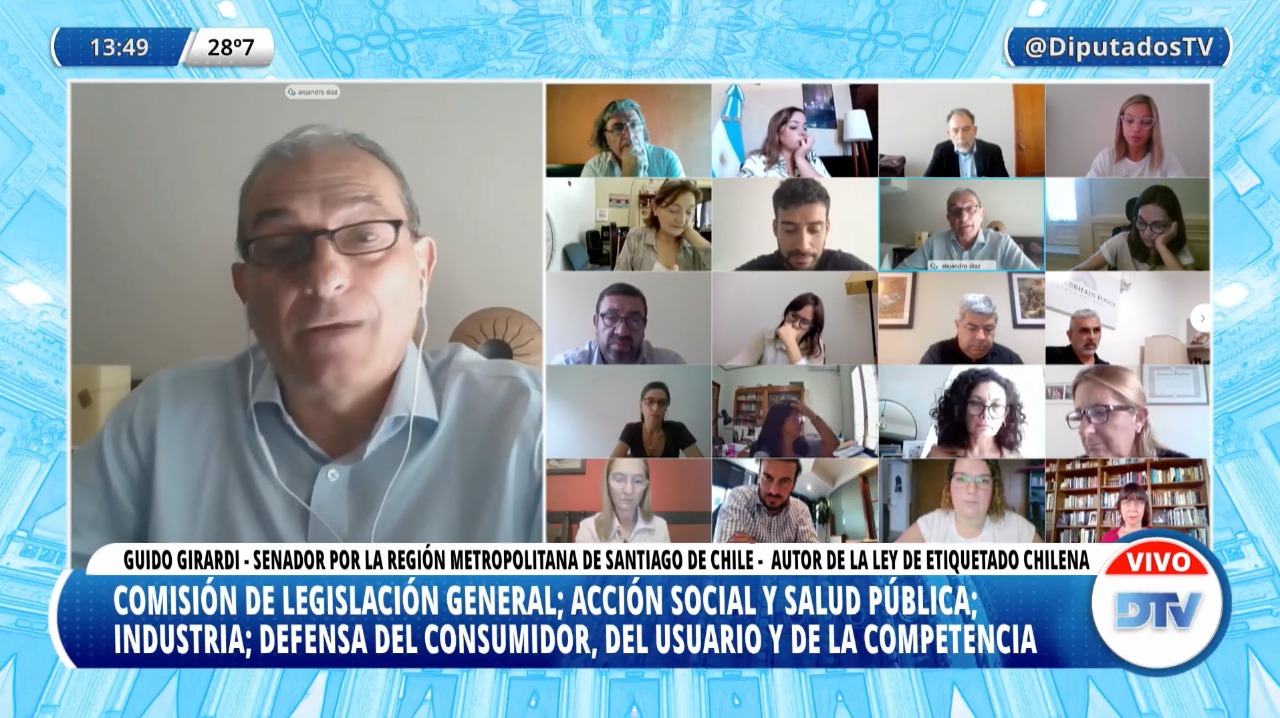 13:49
28º7
@DiputadosTV
alejandro diaz
alejandro diaz
GUIDO GIRARDI - SENADOR POR LA REGIÓN METROPOLITANA DE SANTIAGO DE CHILE - AUTOR DE LA LEY DE ETIQUETADO CHILENA
COMISIÓN DE LEGISLACIÓN GENERAL; ACCIÓN SOCIAL Y SALUD PÚBLICA;
INDUSTRIA; DEFENSA DEL CONSUMIDOR, DEL USUARIO Y DE LA COMPETENCIA
VIVO
DTV